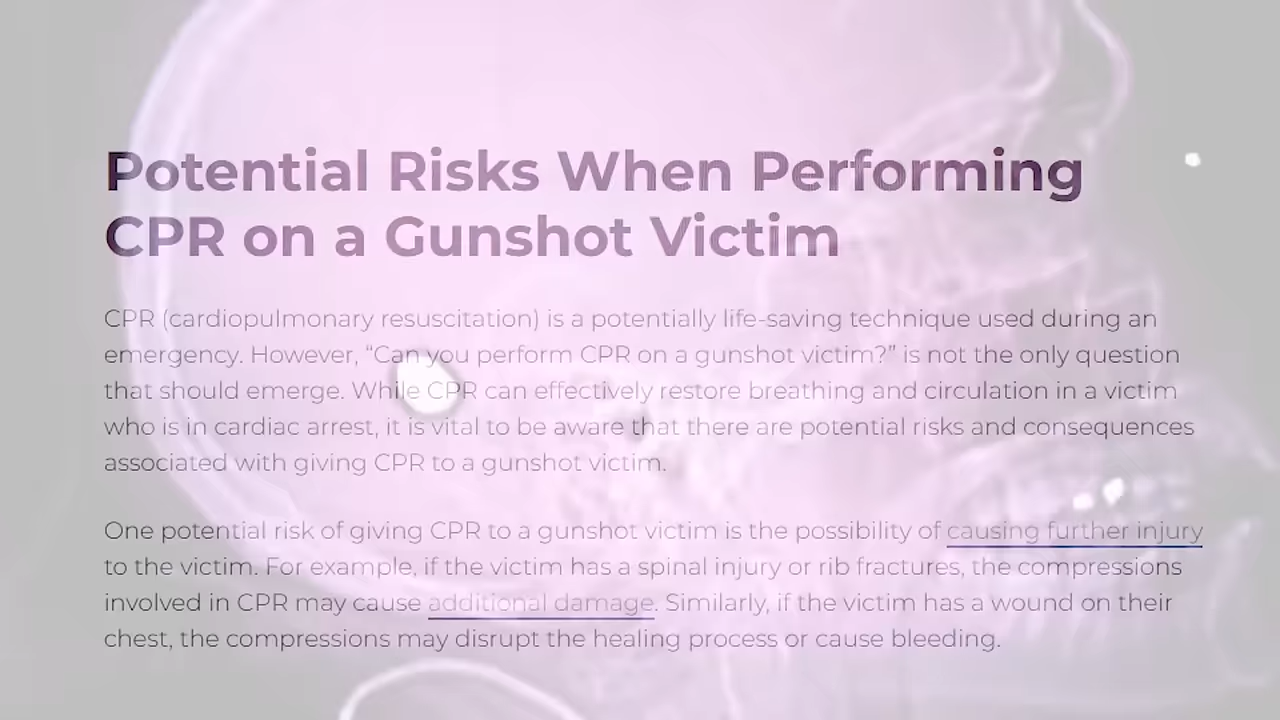 Potential Risks When Performing
CPR on a Gunshot Victim
CPR (cardiopulmonary resuscitation) is a potentially life-saving technique used during an
emergency. However, “Can you perform CPR on a gunshot victim?” is not the only question
that should emerge. While CPR can effectively restore breathing and circulation in a victim
who is in cardiac arrest, it is vital to be aware that there are potential risks and consequences
associated with giving CPR to a gunshot victim.
One potential risk of giving CPR to a gunshot victim is the possibility of causing further injury
to the victim. For example, if the victim has a spinal injury or rib fractures, the compressions
involved in CPR may cause additional damage. Similarly, if the victim has a wound on their
chest, the compressions may disrupt the healing process or cause bleeding.